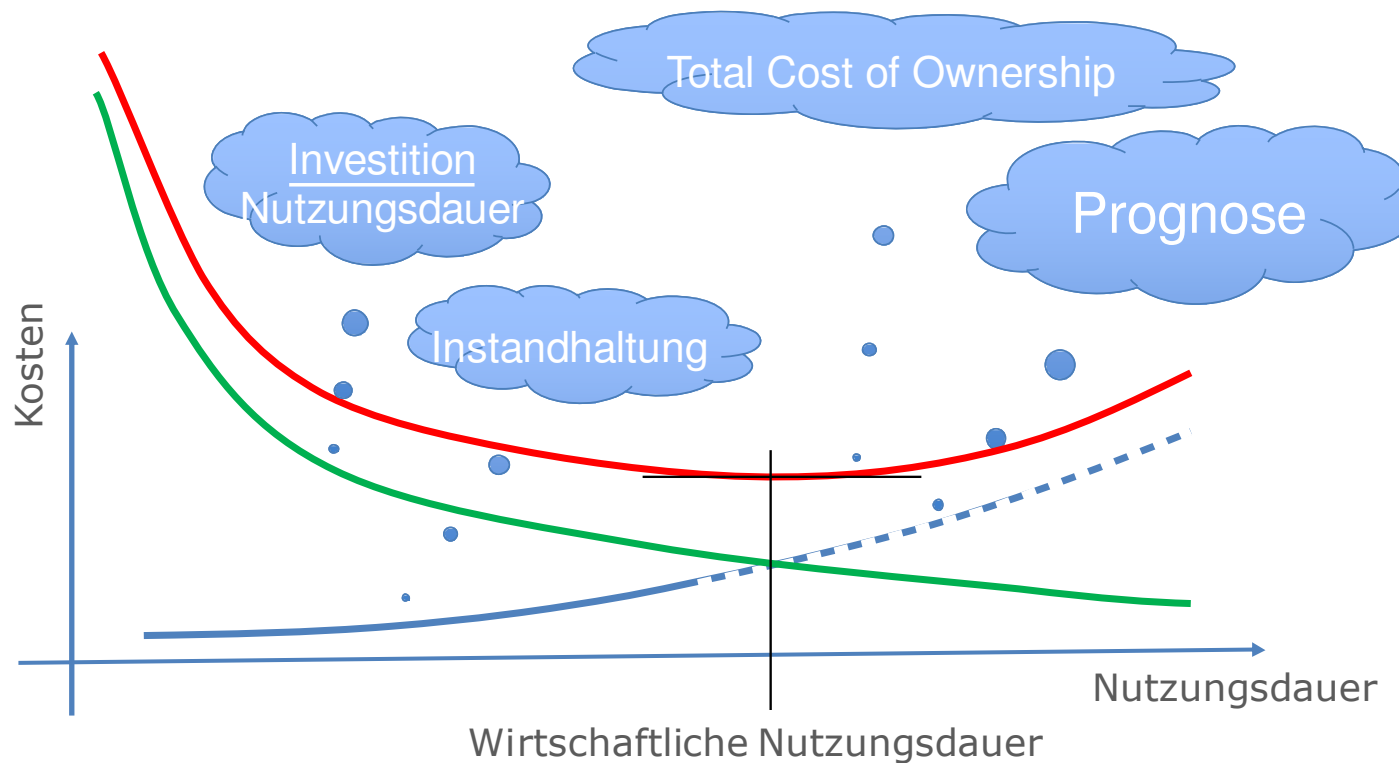 Total Cost of Ownership
Investition
Nutzungsdauer
Prognose
Instandhaltung
Kosten
Nutzungsdauer
Wirtschaftliche Nutzungsdauer